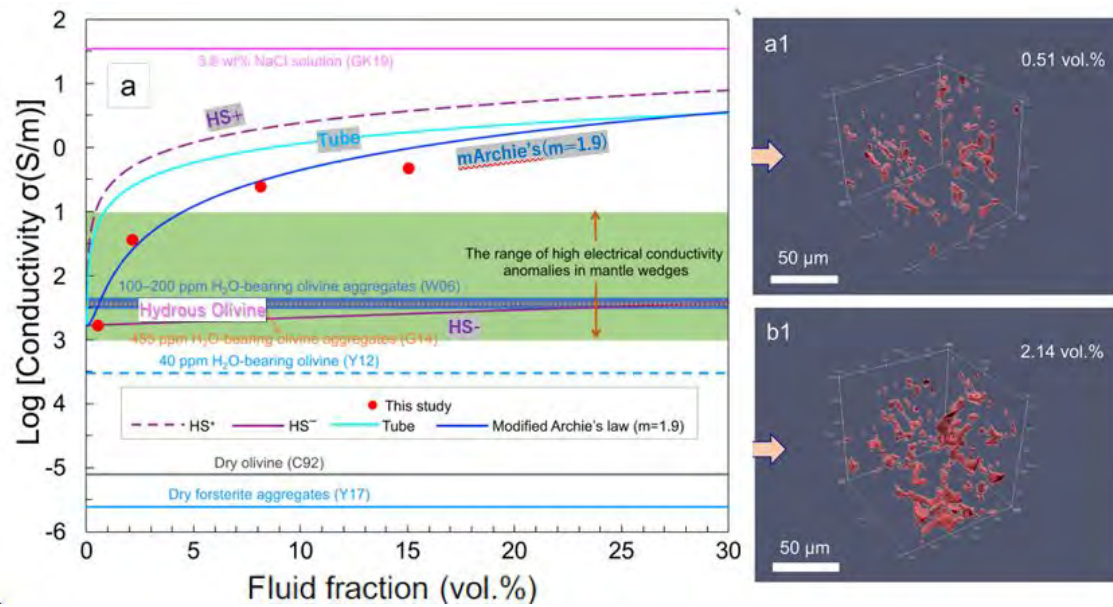 a
Log [Conductivity σ(S/m)]
2
1
0
1
2
3
4
-5
-6
3.8 wt% NaCl solution (GK19)
HS+
Tube
mArchie's(m=1.9)
The range of high electrical conductivity
anomalies in mantle wedges
100–200 ppm H₂O-bearing olivine aggregates (W06)
Hydrous Olivine
HS-
455 ppm H₂O-bearing olivine aggregates (G14)
40 ppm H₂O-bearing olivine (Y12)
This study
HS⁺ HS⁻ Tube Modified Archie's law (m=1.9)
Dry olivine (C92)
Dry forsterite aggregates (Y17)
0 5 10 15 20 25 30
Fluid fraction (vol.%)
a1
0.51 vol.%
50 µm
b1
2.14 vol.%
50 µm